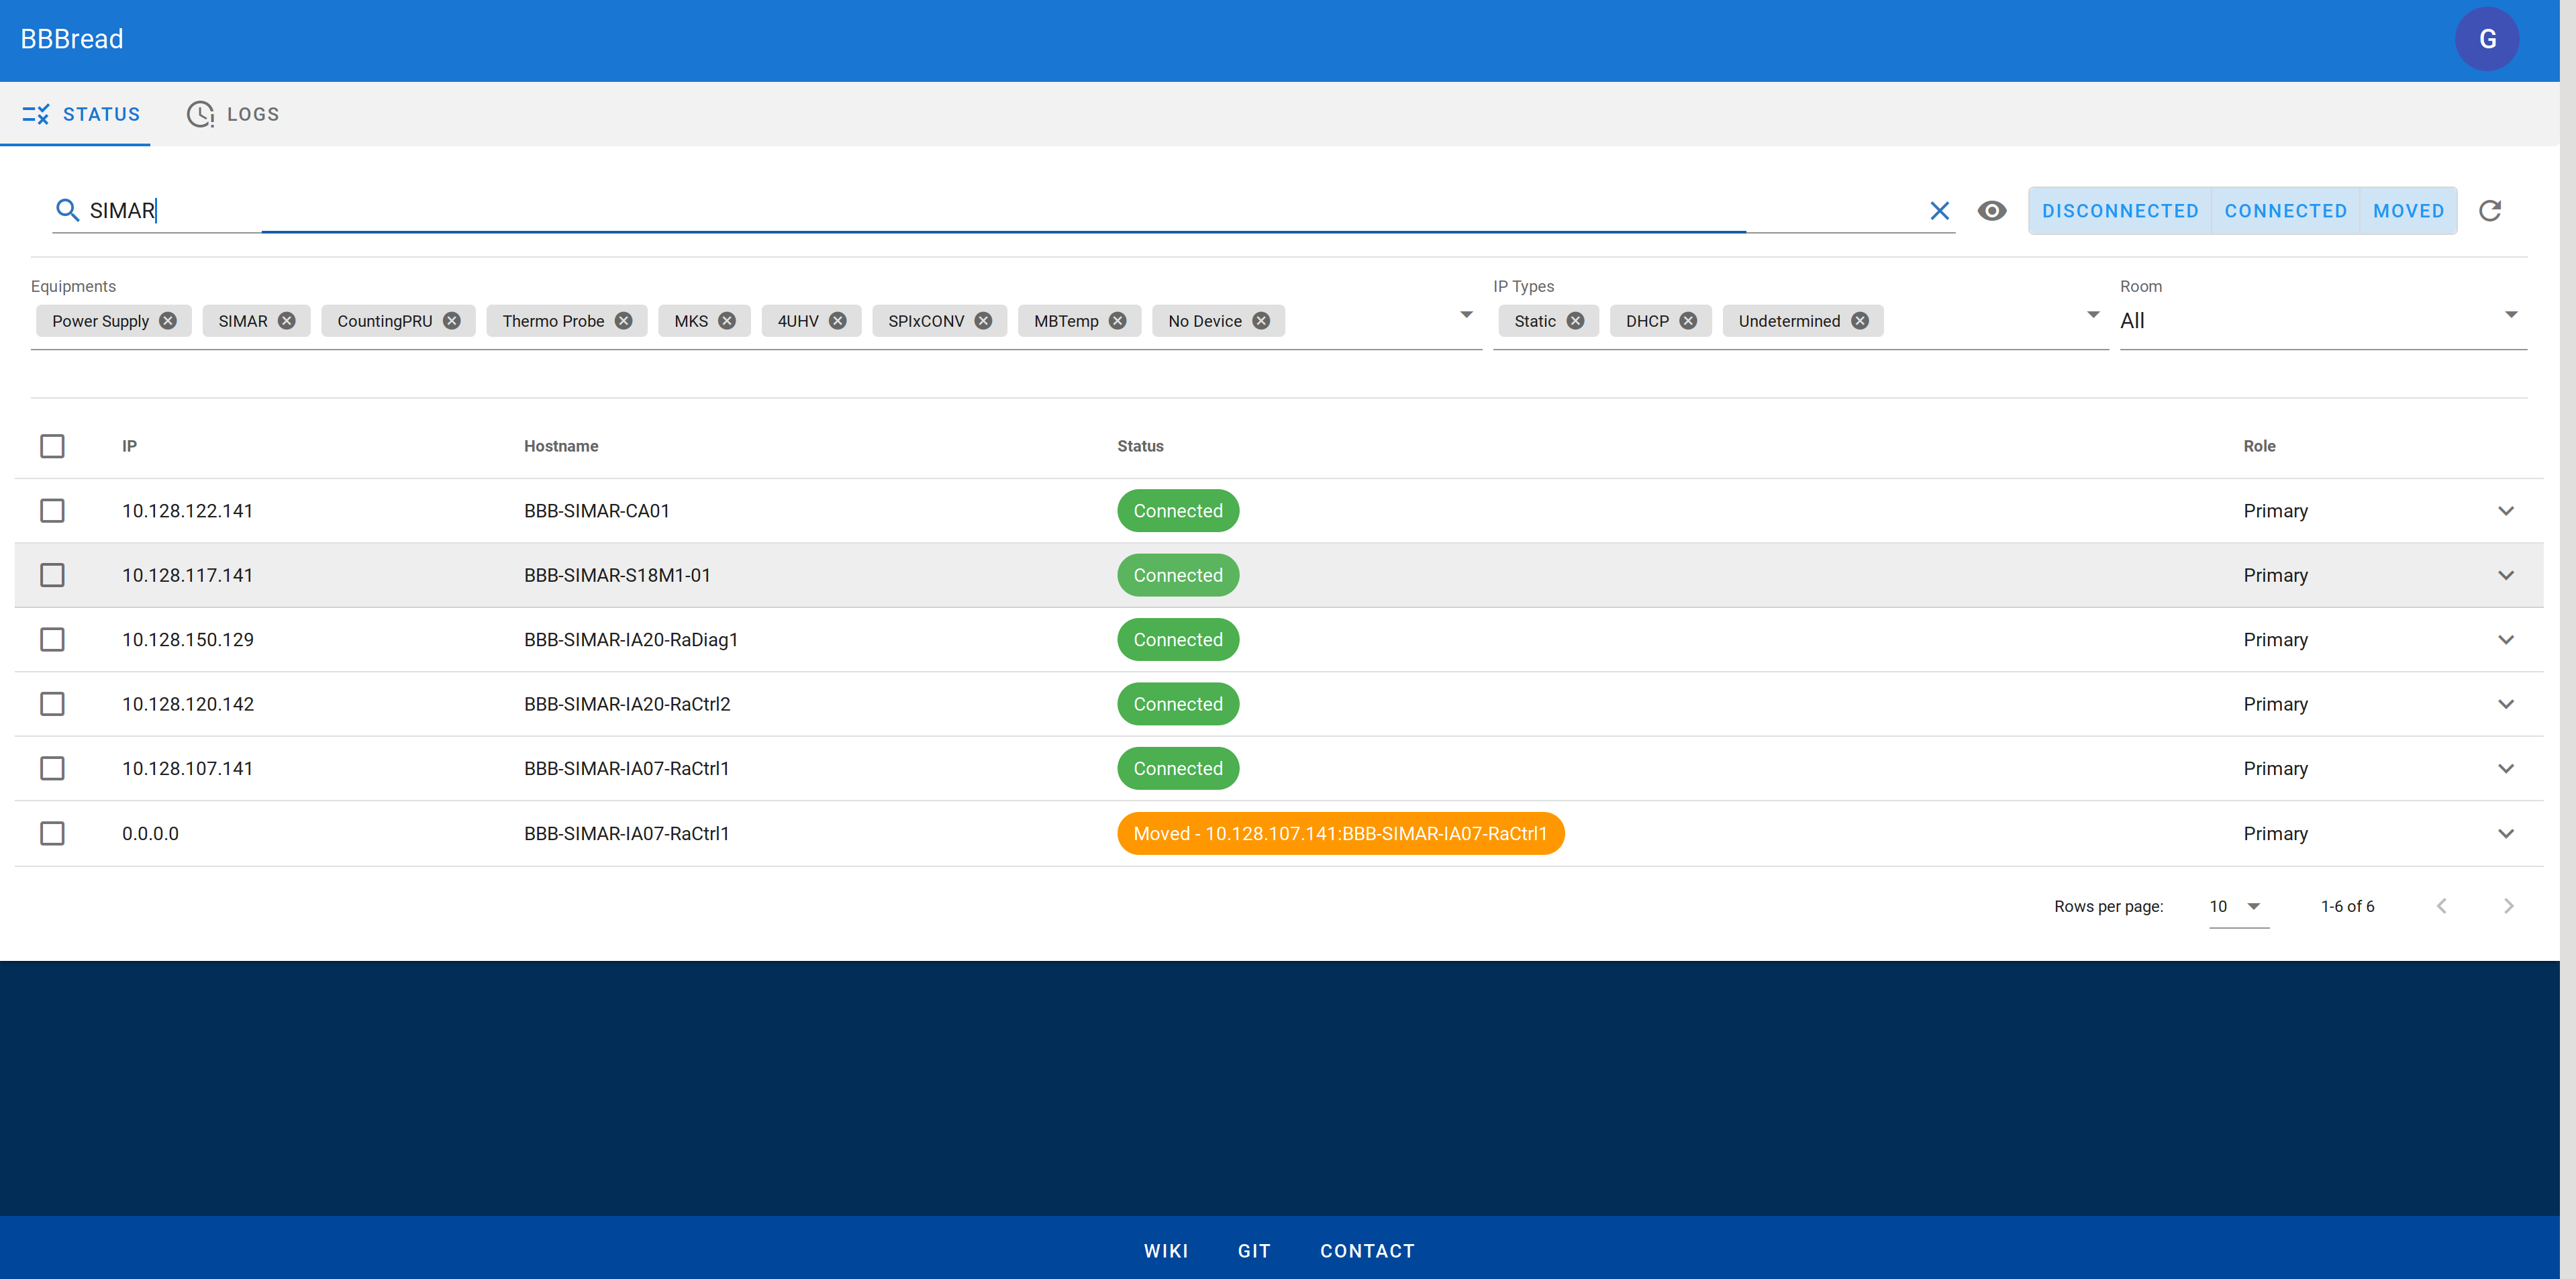 BBBread
G
STATUS LOGS
SIMAR DISCONNECTED CONNECTED MOVED
Equipments IP Types Room
Power Supply SIMAR CountingPRU Thermo Probe MKS 4UHV SPIxCONV MBTemp No Device Static DHCP Undetermined All
IP Hostname Status Role
10.128.122.141 BBB-SIMAR-CA01 Connected Primary
10.128.117.141 BBB-SIMAR-S18M1-01 Connected Primary
10.128.150.129 BBB-SIMAR-IA20-RaDiag1 Connected Primary
10.128.120.142 BBB-SIMAR-IA20-RaCtrl2 Connected Primary
10.128.107.141 BBB-SIMAR-IA07-RaCtrl1 Connected Primary
0.0.0.0 BBB-SIMAR-IA07-RaCtrl1 Moved - 10.128.107.141:BBB-SIMAR-IA07-RaCtrl1 Primary
Rows per page: 10 1-6 of 6
WIKI GIT CONTACT